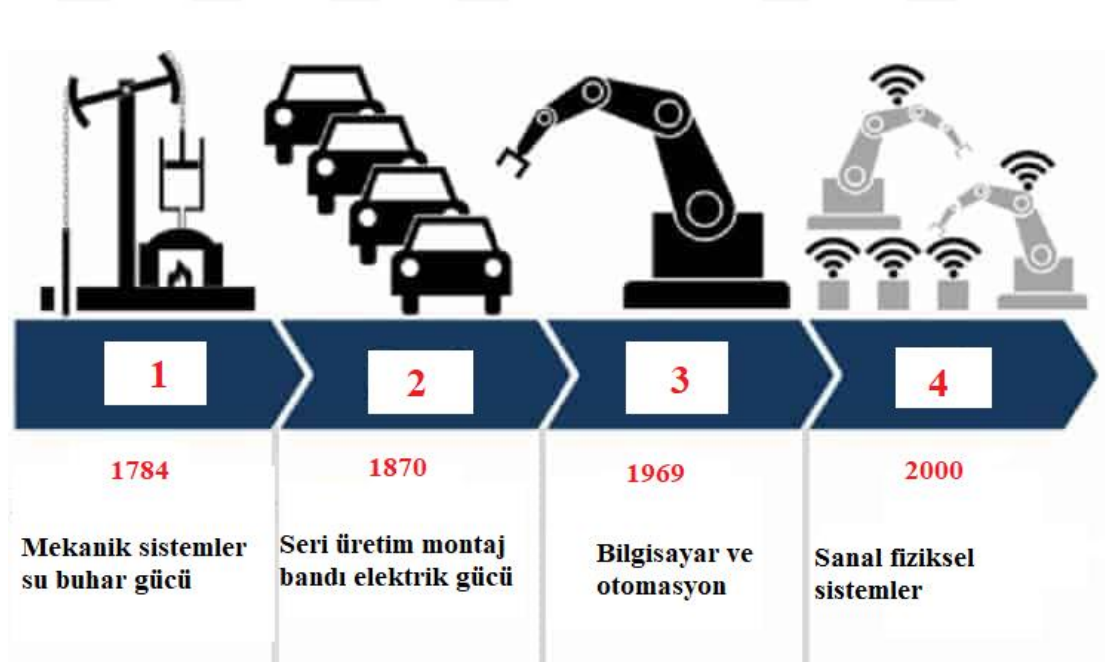 1
2
3
4
1784
1870
1969
2000
Mekanik sistemler
su buhar gücü
Seri üretim montaj
bandı elektrik gücü
Bilgisayar ve
otomasyon
Sanal fiziksel
sistemler